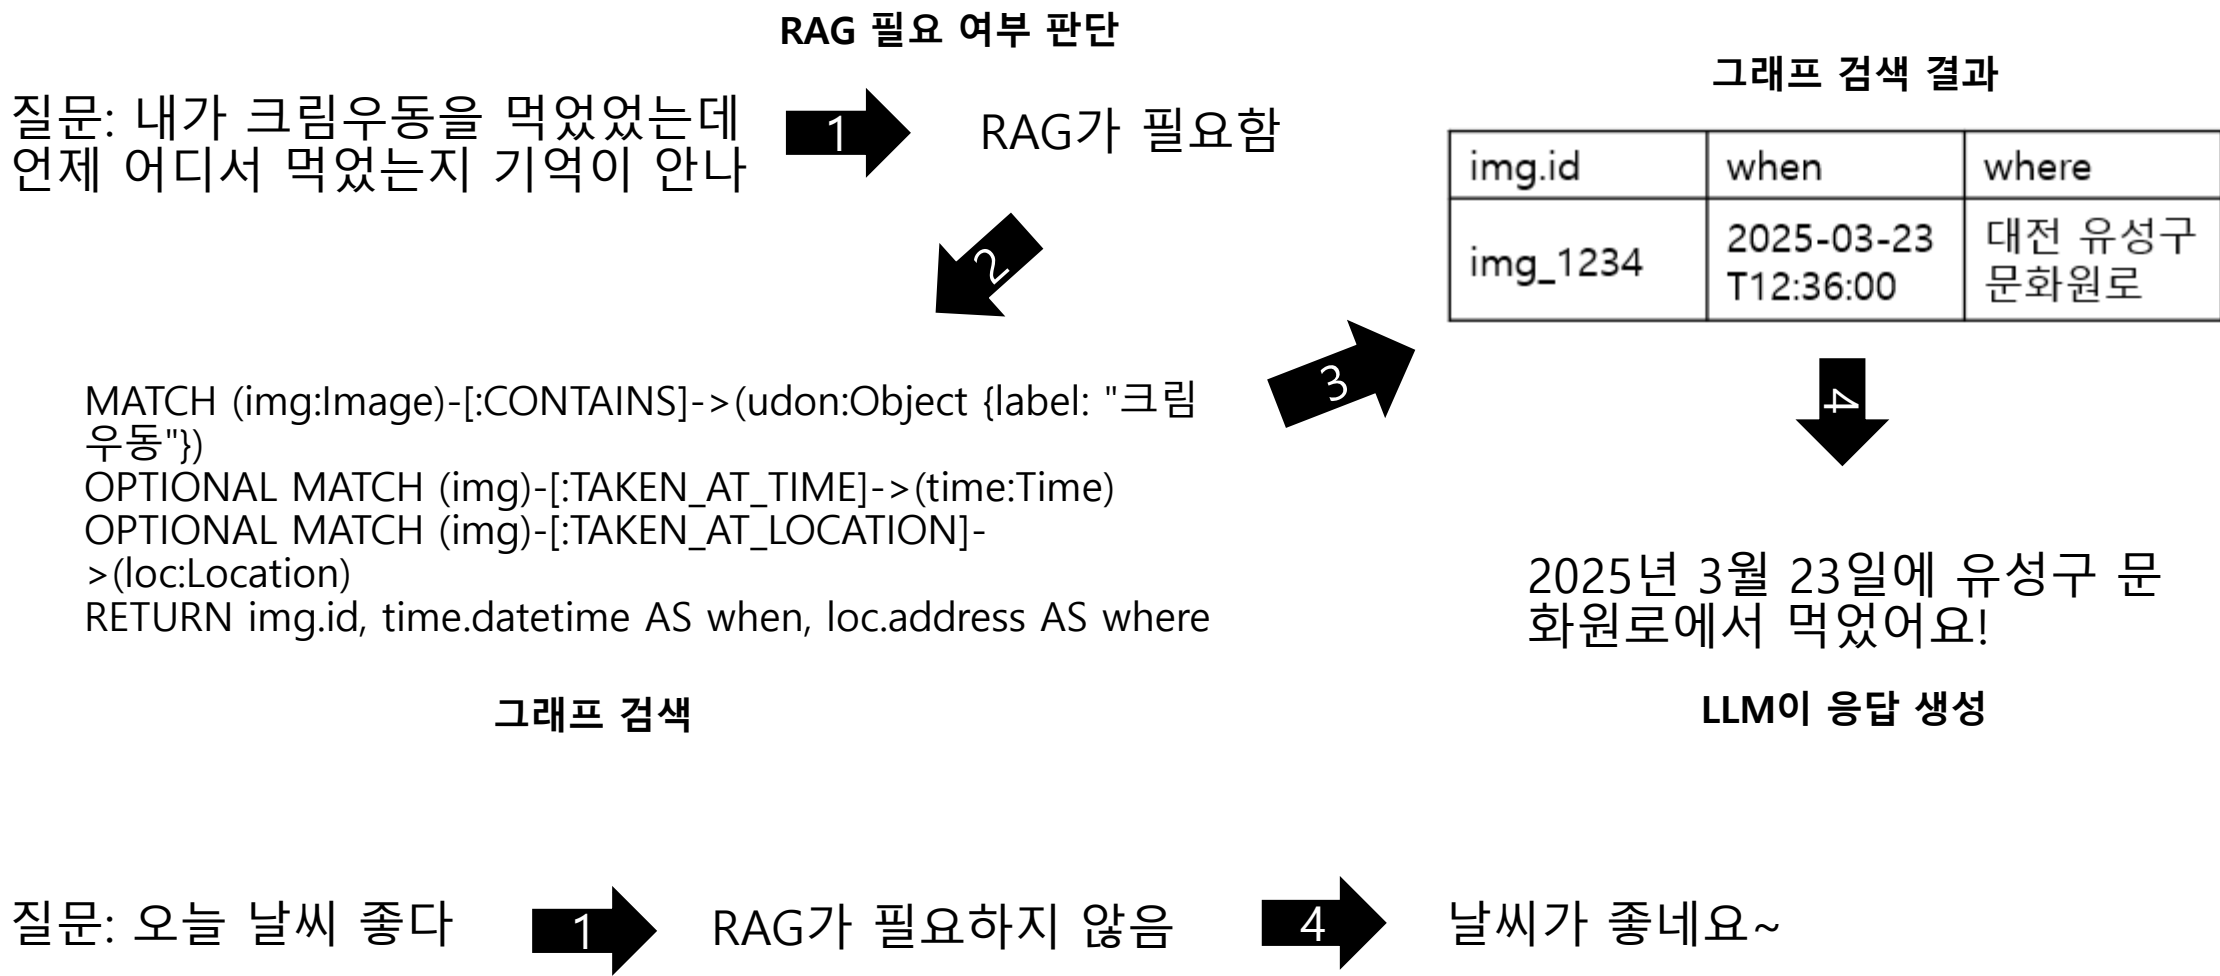 RAG 필요 여부 판단
질문: 내가 크림우동을 먹었었는데
언제 어디서 먹었는지 기억이 안나
1
RAG가 필요함
2
MATCH (img:Image)-[:CONTAINS]->(udon:Object {label: "크림
우동"})
OPTIONAL MATCH (img)-[:TAKEN_AT_TIME]->(time:Time)
OPTIONAL MATCH (img)-[:TAKEN_AT_LOCATION]-
>(loc:Location)
RETURN img.id, time.datetime AS when, loc.address AS where
그래프 검색
3
그래프 검색 결과
img.id when where
img_1234 2025-03-23 대전 유성구
T12:36:00 문화원로
4
2025년 3월 23일에 유성구 문
화원로에서 먹었어요!
LLM이 응답 생성
질문: 오늘 날씨 좋다 1 RAG가 필요하지 않음 4 날씨가 좋네요~